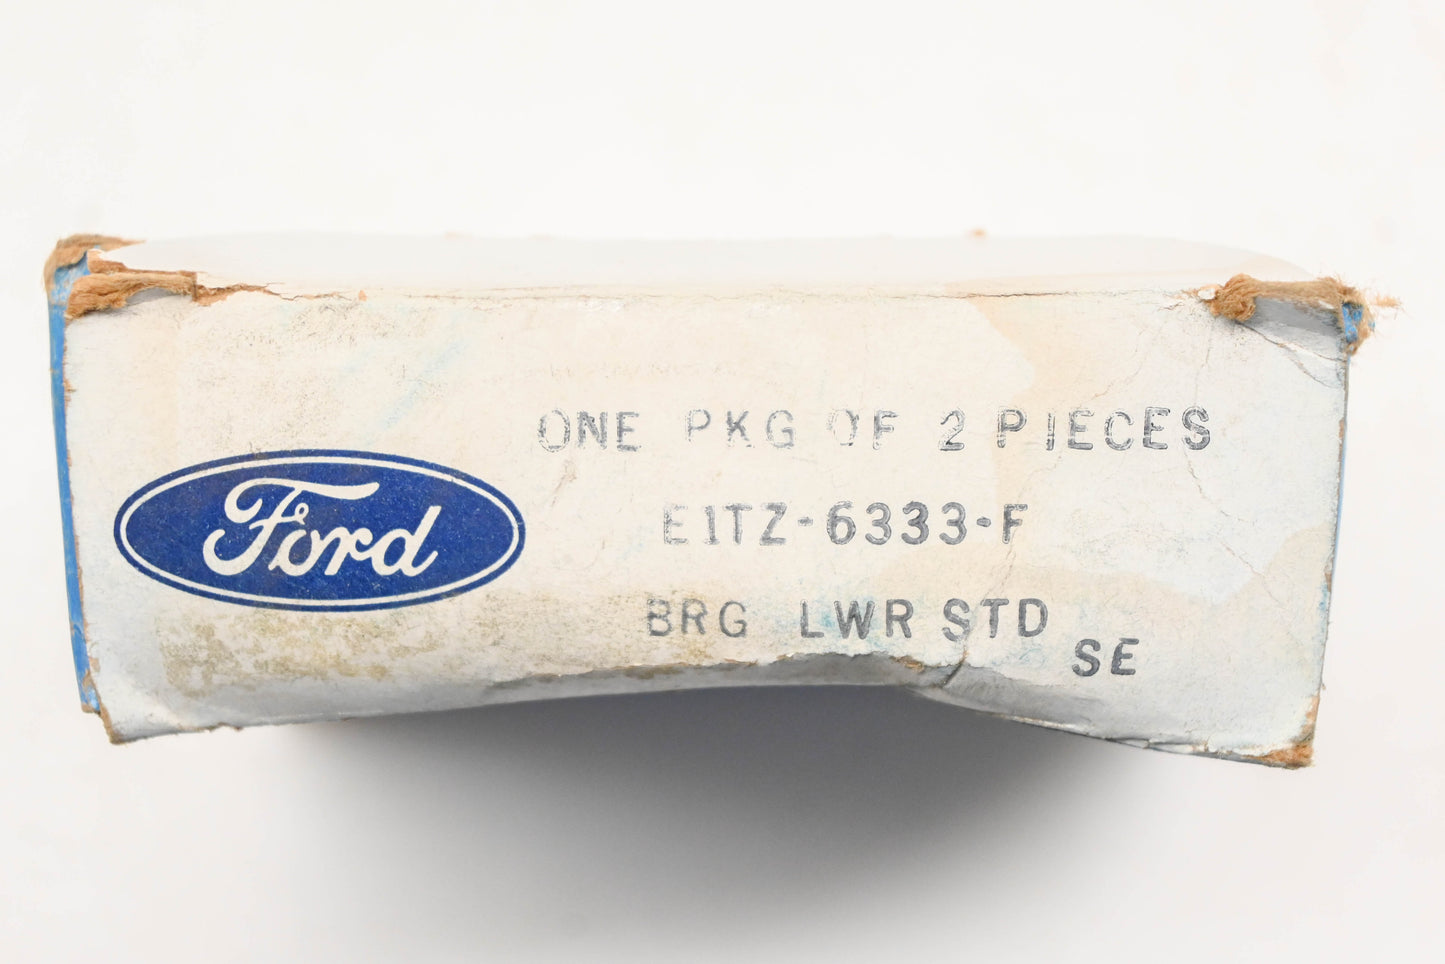 ONE PKG OF 2 PIECES
Ford
E1TZ-6333-F
BRG LWR STD
SE